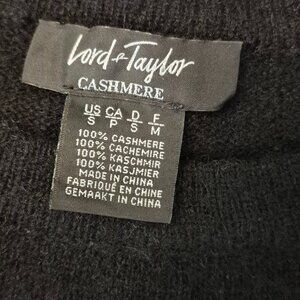 Lord & Taylor
CASHMERE
US CA D F
S P S M
100% CASHMERE
100% CACHEMIRE
100% KASCHMIR
100% KASJMIER
MADE IN CHINA
FABRIQUÉ EN CHINE
GEMAAKT IN CHINA